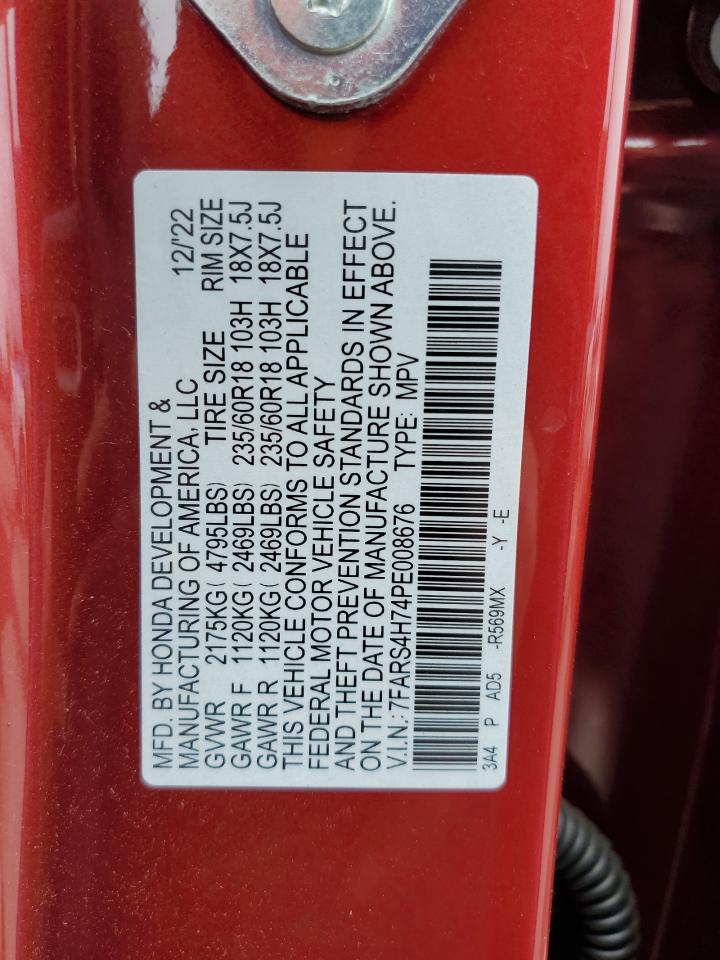 MFD. BY HONDA DEVELOPMENT &
MANUFACTURING OF AMERICA, LLC 12/'22
GVWR 2175KG( 4795LBS) TIRE SIZE RIM SIZE
GAWR F 1120KG( 2469LBS) 235/60R18 103H 18X7.5J
GAWR R 1120KG( 2469LBS) 235/60R18 103H 18X7.5J
THIS VEHICLE CONFORMS TO ALL APPLICABLE
FEDERAL MOTOR VEHICLE SAFETY
AND THEFT PREVENTION STANDARDS IN EFFECT
ON THE DATE OF MANUFACTURE SHOWN ABOVE.
V.I.N.: 7FARS4H74PE008676 TYPE: MPV
3A4 P AD5 -R569MX -Y -E